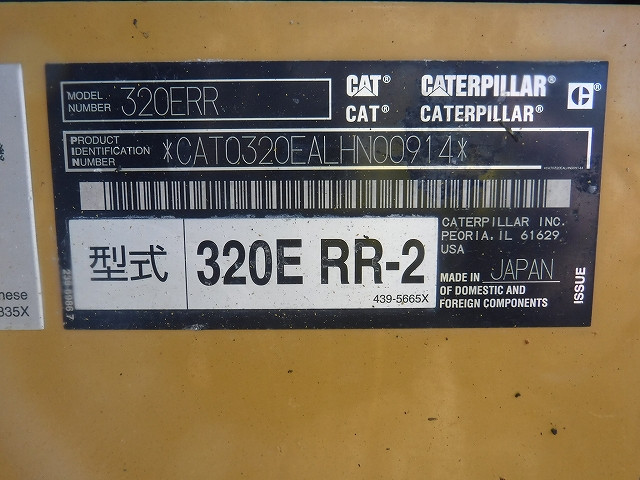 MODEL NUMBER 320ERR
CAT® CATERPILLAR®
CAT® CATERPILLAR®
C®
PRODUCT IDENTIFICATION NUMBER *CAT0320EALHN00914*
型式 320E RR-2
439-5665X
CATERPILLAR INC.
PEORIA, IL 61629
USA
MADE IN JAPAN
OF DOMESTIC AND
FOREIGN COMPONENTS
ISSUE
nese
835X